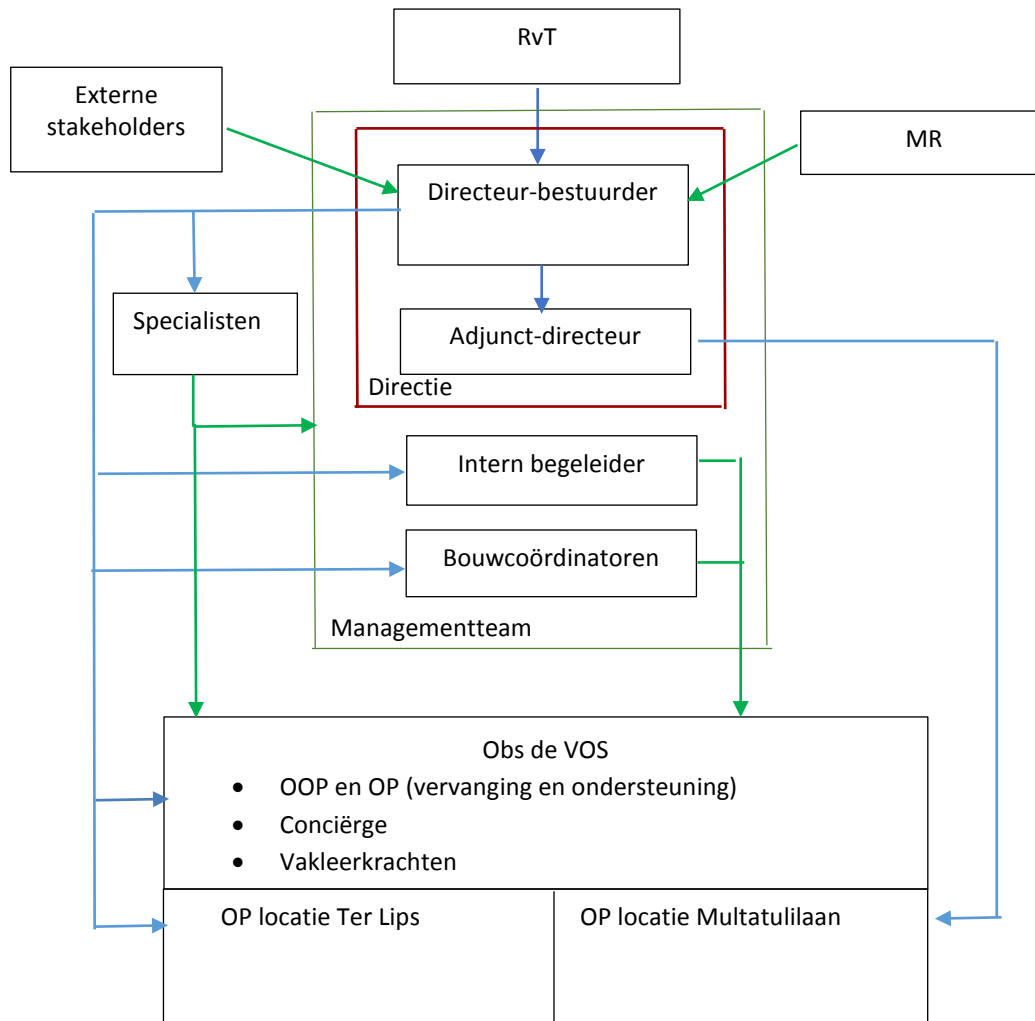 RvT
Externe
stakeholders
MR
Directeur-bestuurder
Specialisten
Adjunct-directeur
Directie
Intern begeleider
Bouwcoördinatoren
Managementteam
Obs de VOS
• OOP en OP (vervanging en ondersteuning)
• Conciërge
• Vakleerkrachten
OP locatie Ter Lips
OP locatie Multatulilaan